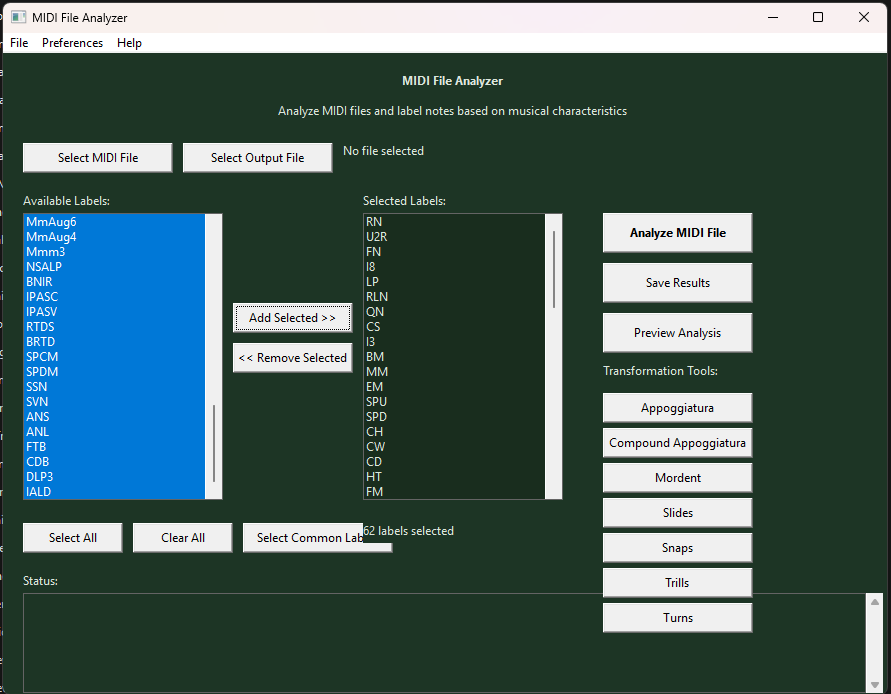 MIDI File Analyzer
File Preferences Help
MIDI File Analyzer
Analyze MIDI files and label notes based on musical characteristics
Select MIDI File
Select Output File
No file selected
Available Labels:
MmAug6
MmAug4
Mmm3
NSALP
BNIR
IPASC
IPASV
RTDS
BRTD
SPCM
SPDM
SSN
SVN
ANS
ANL
FTB
CDB
DLP3
IALD
Add Selected >>
<< Remove Selected
Selected Labels:
RN
U2R
FN
I8
LP
RLN
QN
CS
I3
BM
MM
EM
SPU
SPD
CH
CW
CD
HT
FM
Analyze MIDI File
Save Results
Preview Analysis
Transformation Tools:
Appoggiatura
Compound Appoggiatura
Mordent
Slides
Snaps
Trills
Turns
Select All
Clear All
Select Common Lab
62 labels selected
Status: